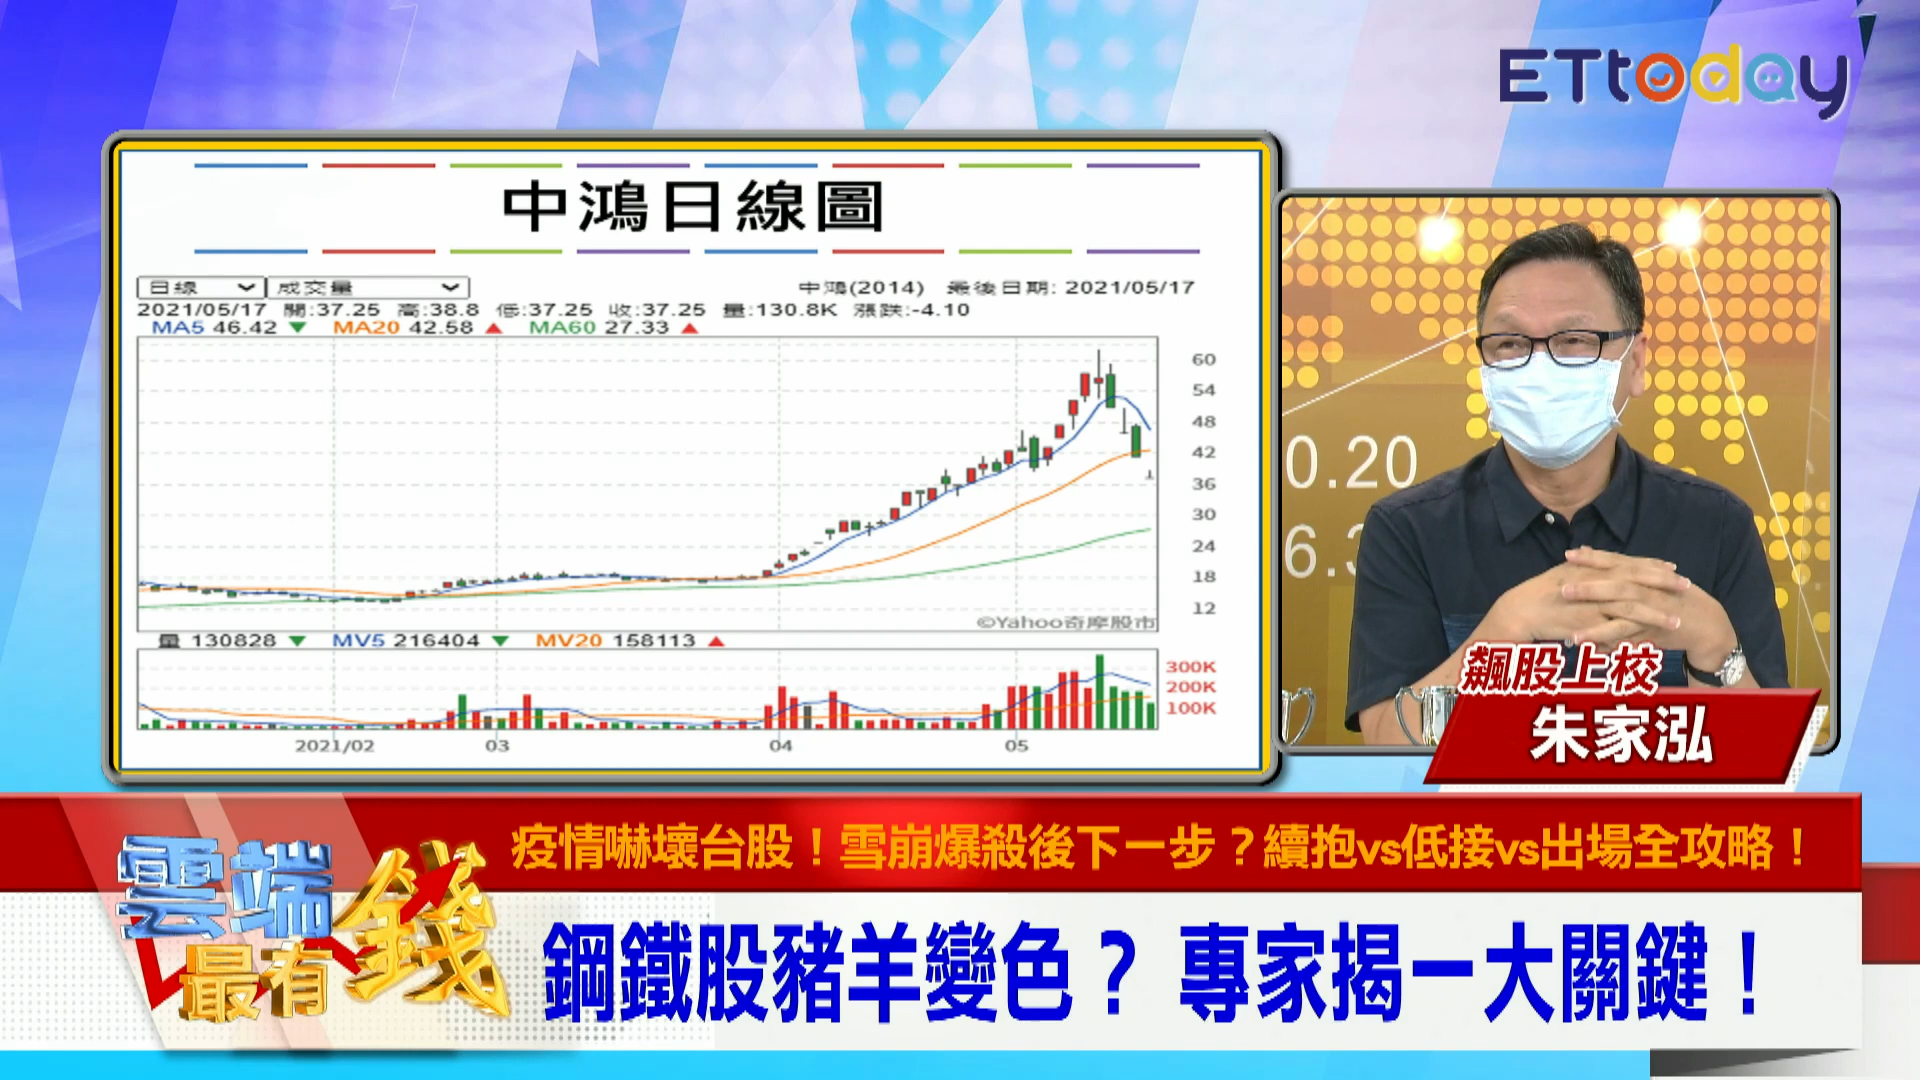 ETtoday
中鴻日線圖
日線 成交量 中鴻(2014) 最後日期: 2021/05/17
2021/05/17 開:37.25 高:38.8 低:37.25 收:37.25 量:130.8K 漲跌:-4.10
MA5 46.42 ▼ MA20 42.58 ▲ MA60 27.33 ▲
60
54
48
42
36
30
24
18
12
©Yahoo奇摩股市
量 130828 ▼ MV5 216404 ▼ MV20 158113 ▲
300K
200K
100K
2021/02 03 04 05
0.20
6.3
飆股上校
朱家泓
疫情嚇壞台股！雪崩爆殺後下一步？續抱vs低接vs出場全攻略！
雲端最有錢
鋼鐵股豬羊變色？ 專家揭一大關鍵！